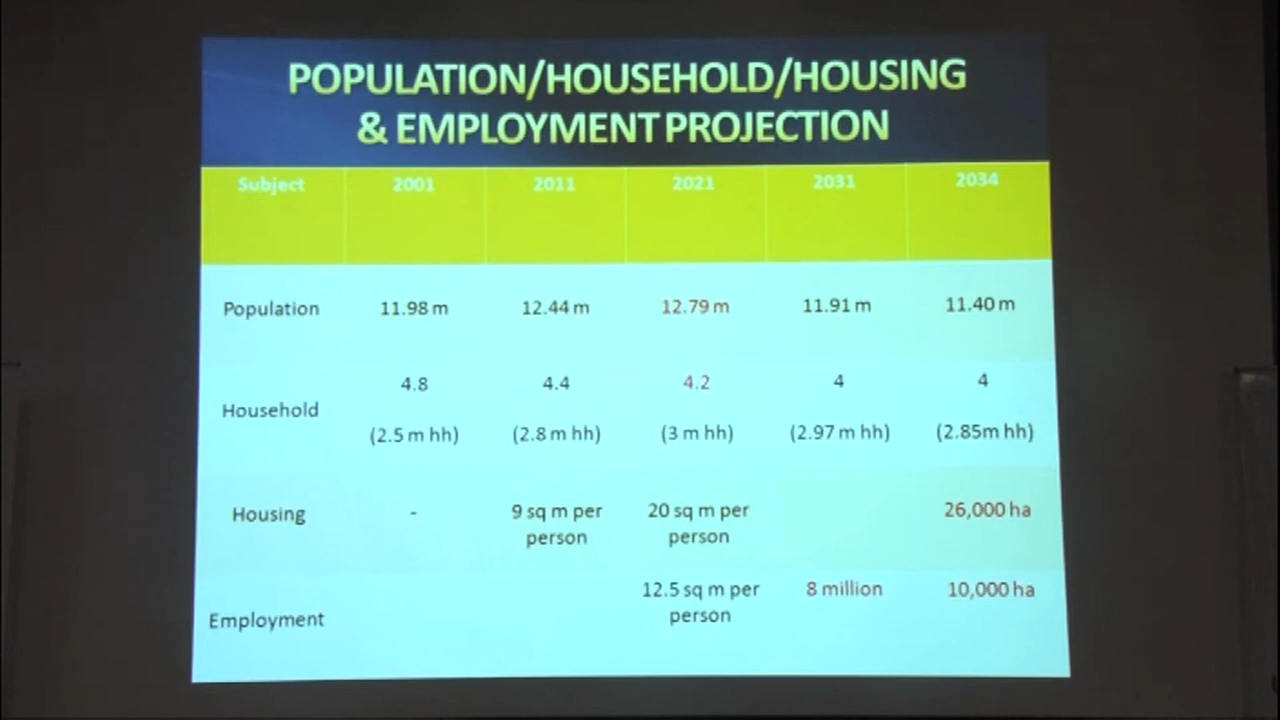 POPULATION/HOUSEHOLD/HOUSING
& EMPLOYMENT PROJECTION
Subject 2001 2011 2021 2031 2034
Population 11.98 m 12.44 m 12.79 m 11.91 m 11.40 m
4.8 4.4 4.2 4 4
Household
(2.5 m hh) (2.8 m hh) (3 m hh) (2.97 m hh) (2.85m hh)
Housing - 9 sq m per 20 sq m per 26,000 ha
person person
12.5 sq m per 8 million 10,000 ha
person
Employment